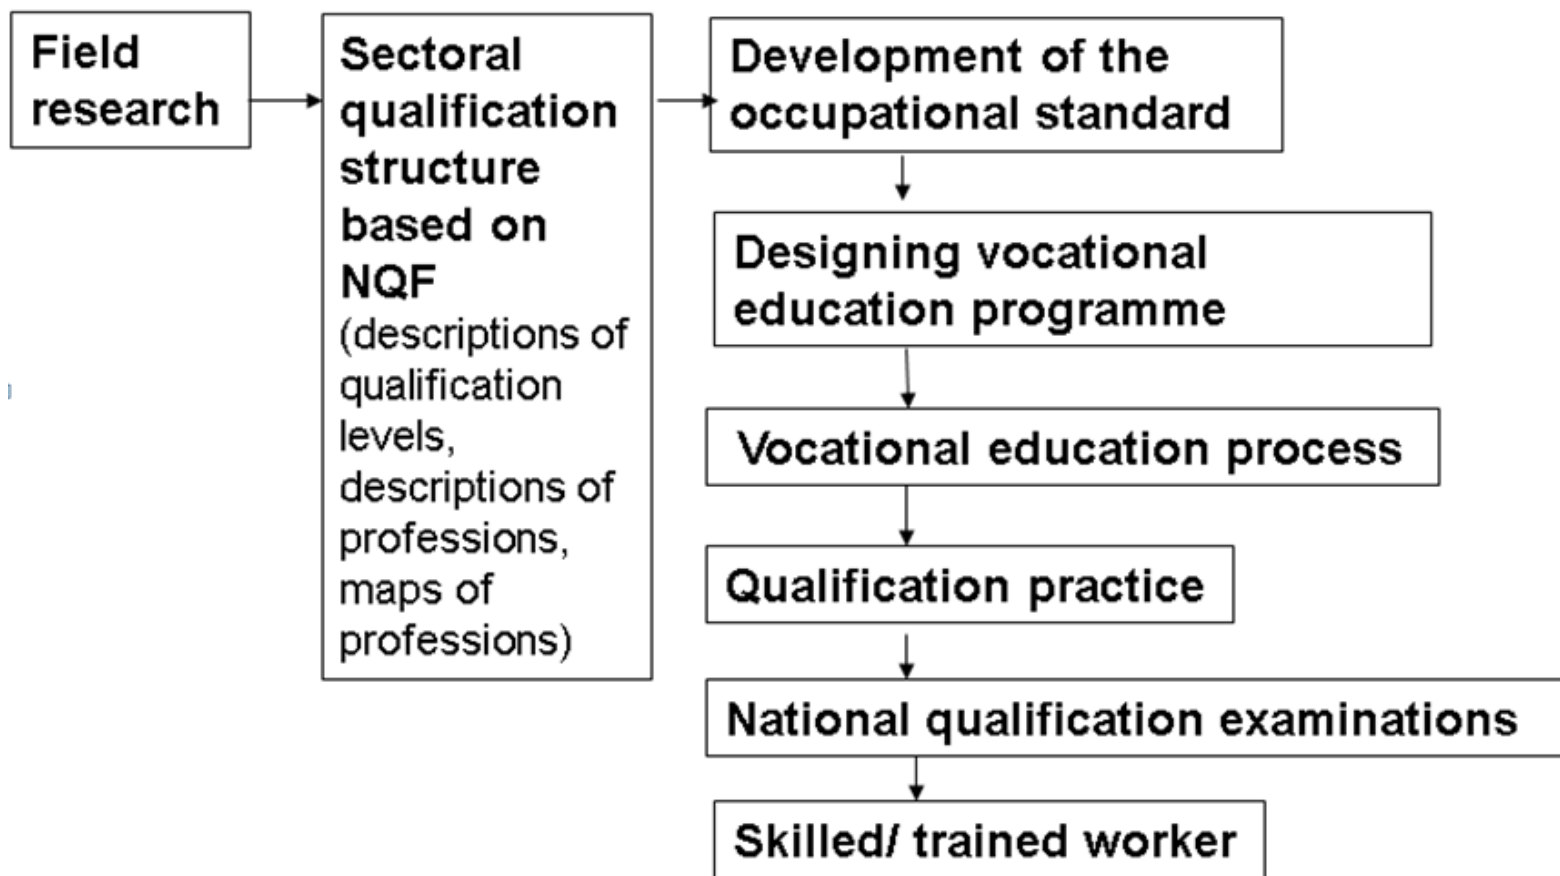 Field
research
Sectoral
qualification
structure
based on
NQF
(descriptions of
qualification
levels,
descriptions of
professions,
maps of
professions)
Development of the
occupational standard
Designing vocational
education programme
Vocational education process
Qualification practice
National qualification examinations
Skilled/ trained worker